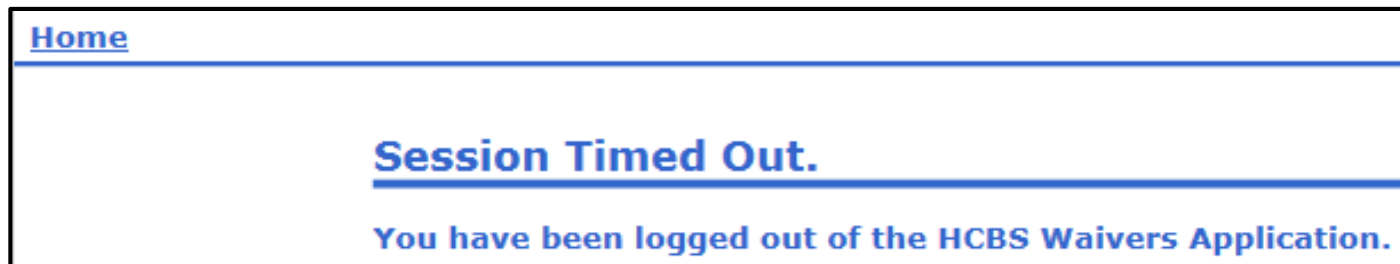 Home
Session Timed Out.
You have been logged out of the HCBS Waivers Application.